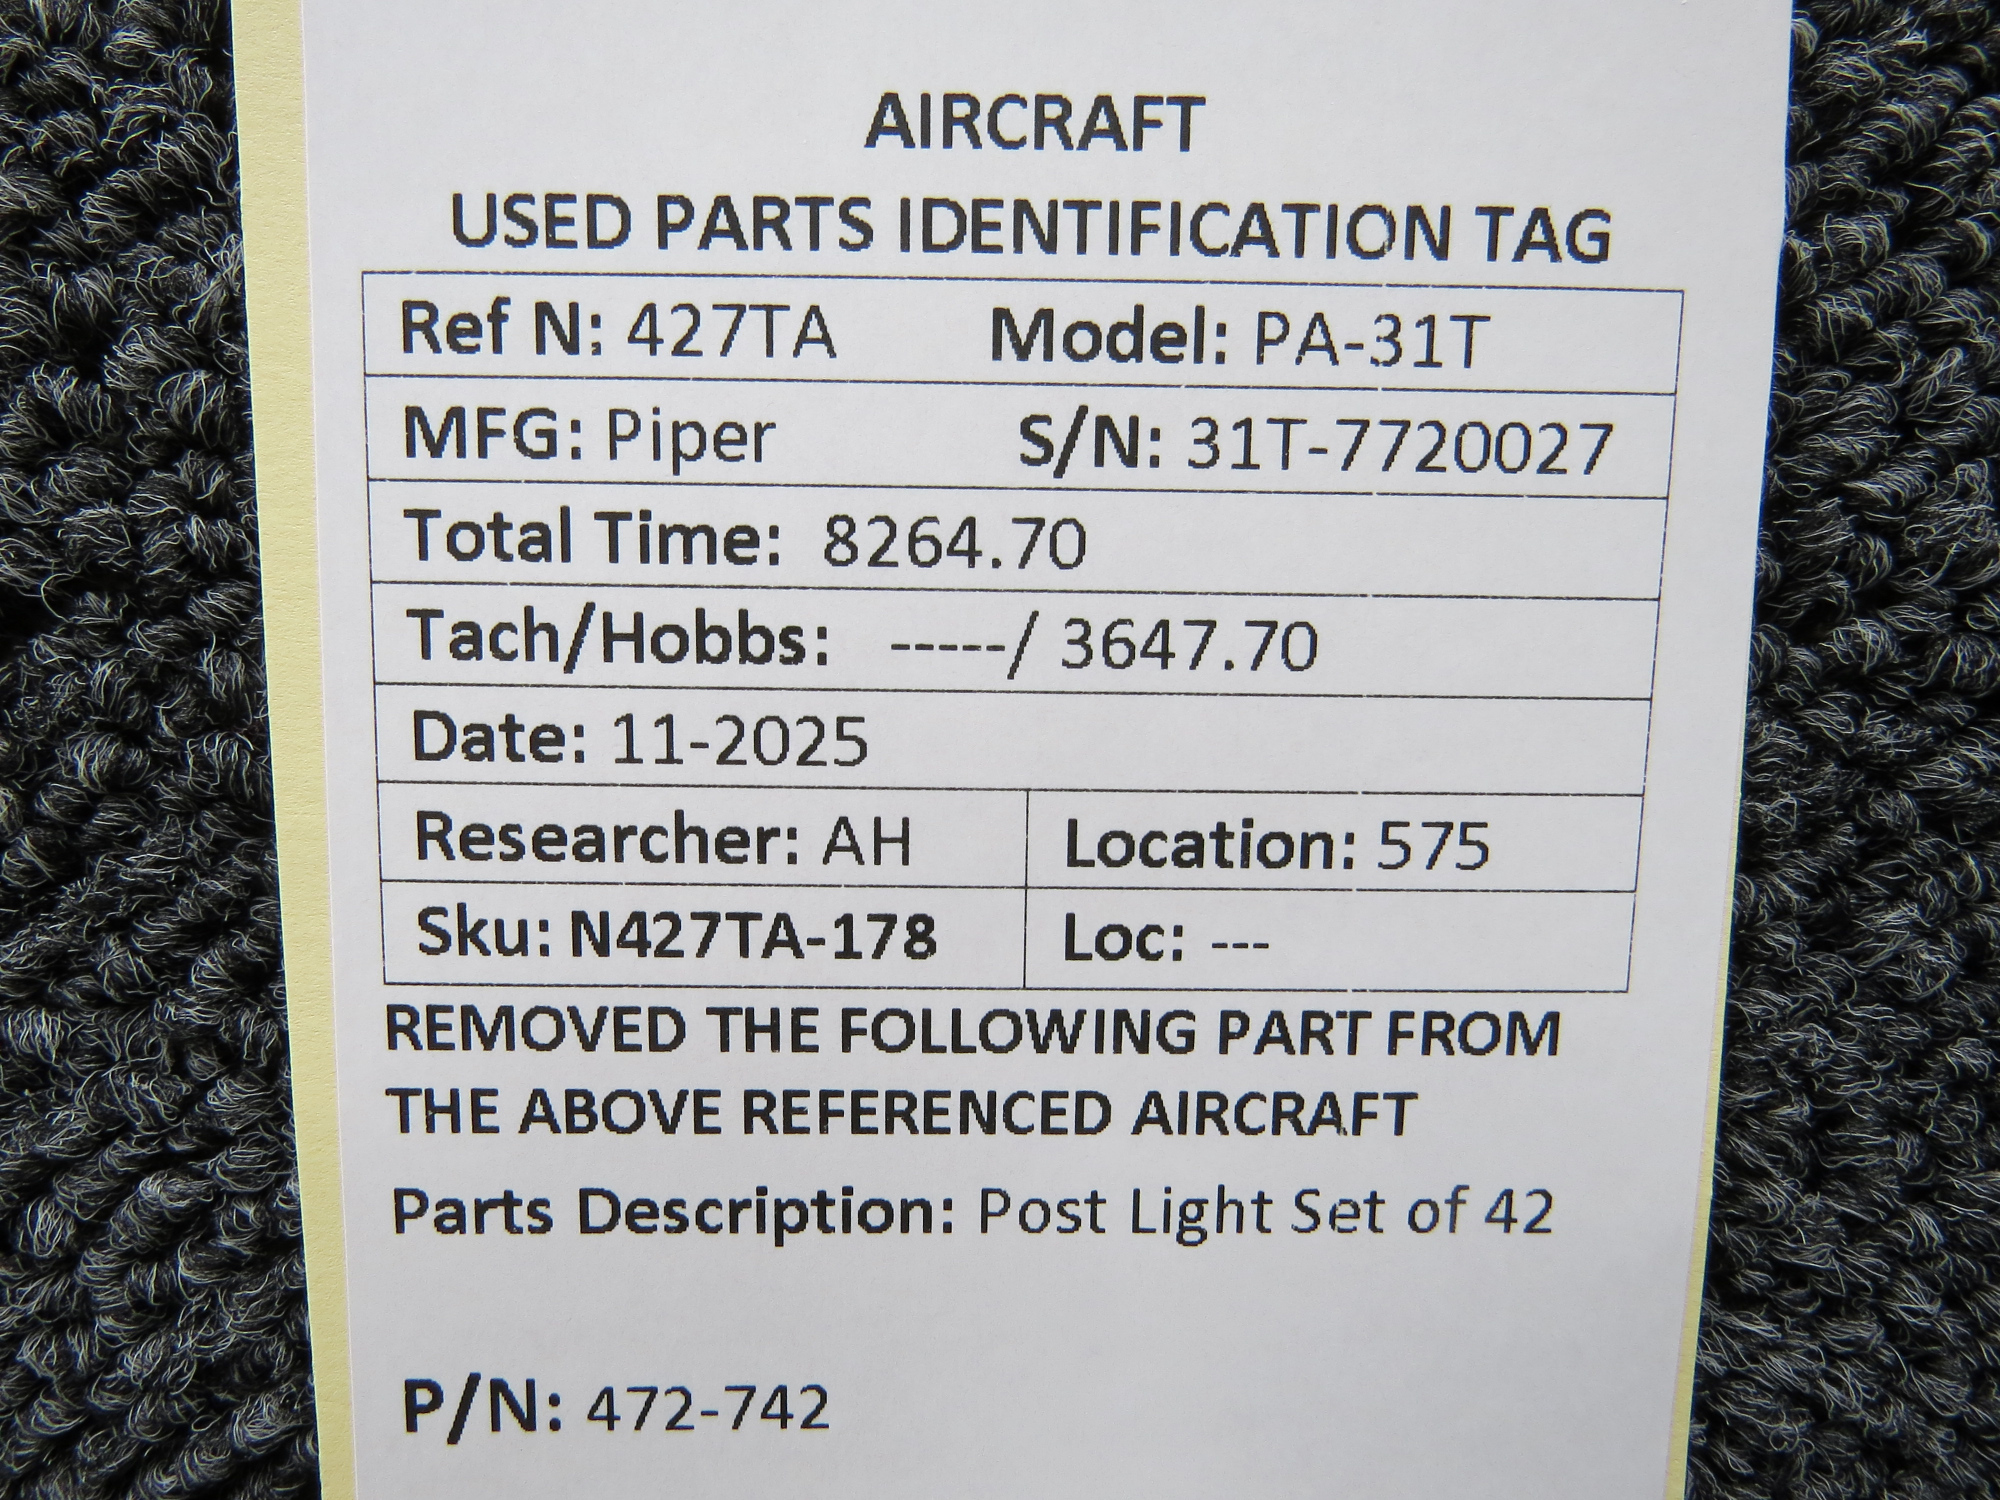 AIRCRAFT
USED PARTS IDENTIFICATION TAG
Ref N: 427TA Model: PA-31T
MFG: Piper S/N: 31T-7720027
Total Time: 8264.70
Tach/Hobbs: -----/ 3647.70
Date: 11-2025
Researcher: AH Location: 575
Sku: N427TA-178 Loc: ---
REMOVED THE FOLLOWING PART FROM
THE ABOVE REFERENCED AIRCRAFT
Parts Description: Post Light Set of 42
P/N: 472-742